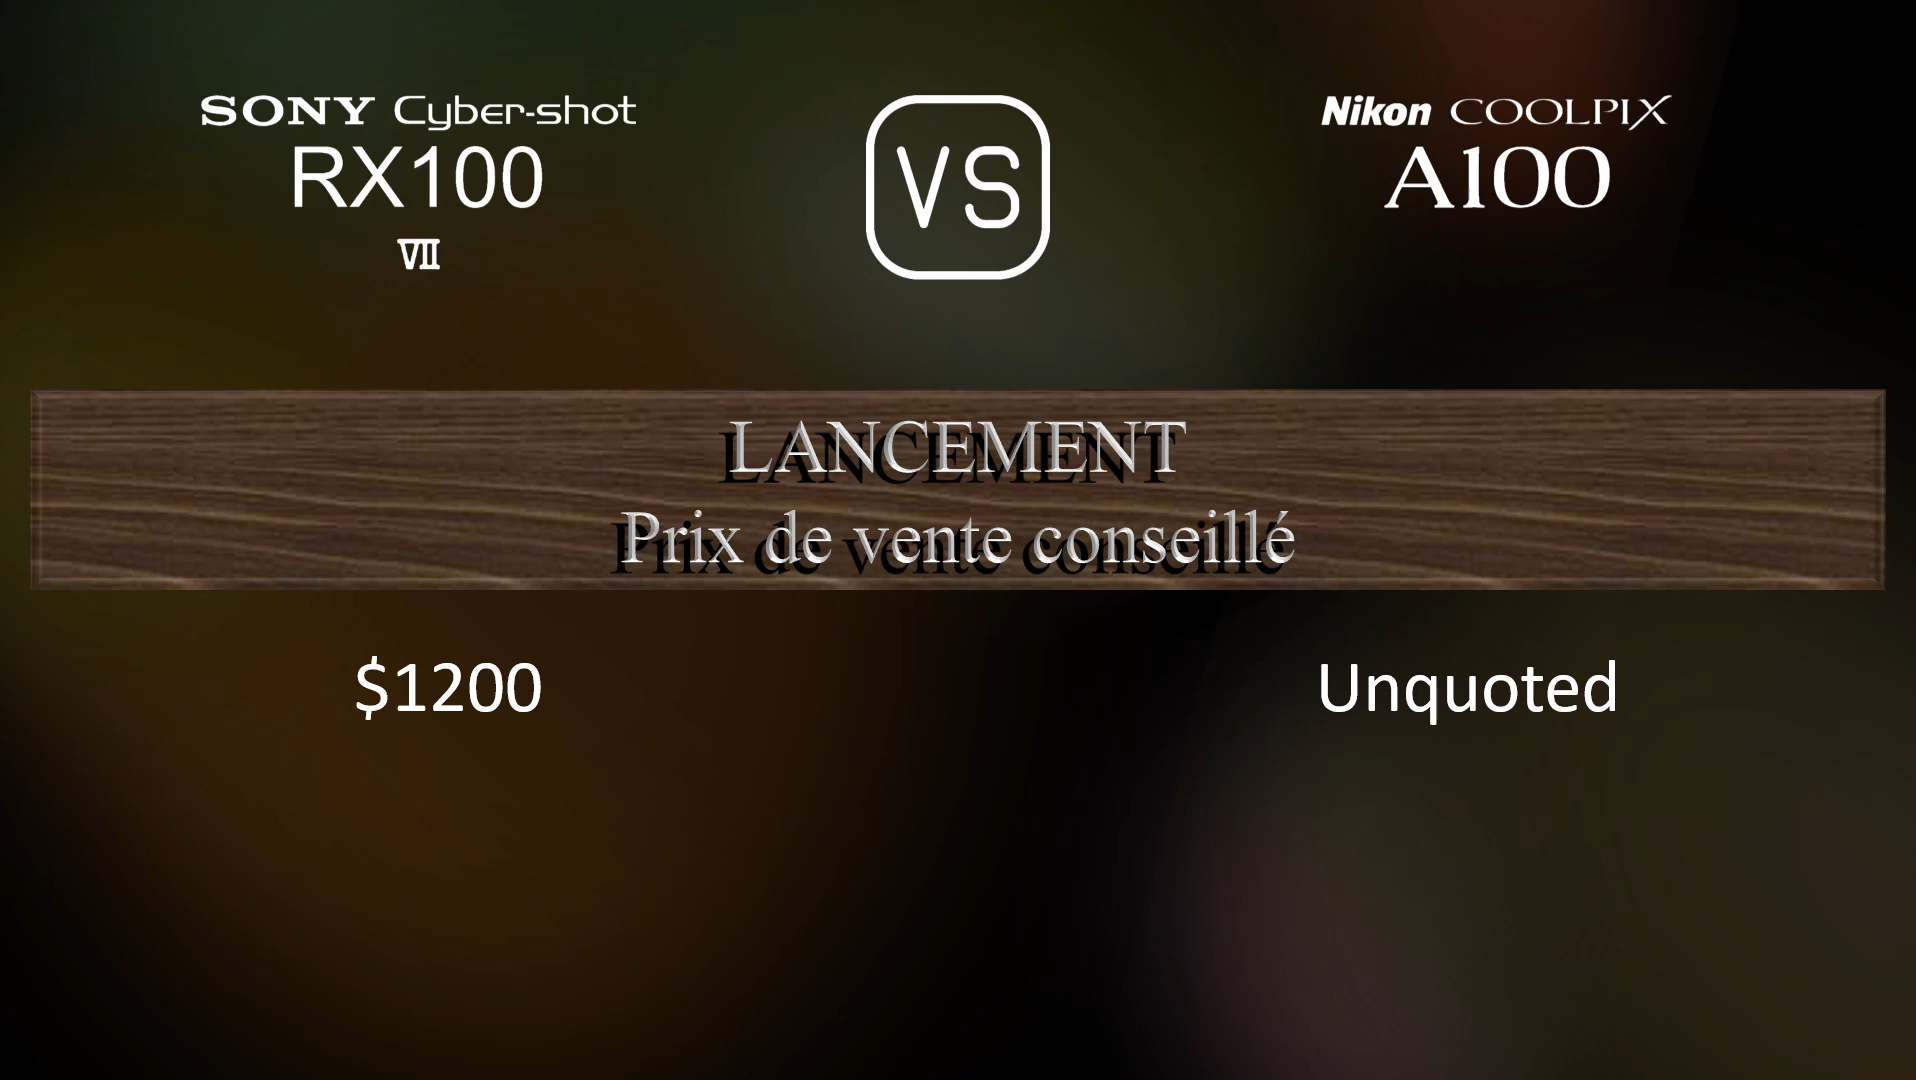 SONY Cyber-shot
RX100
VII
VS
Nikon COOLPIX
A100
LANCEMENT
Prix de vente conseillé
$1200
Unquoted